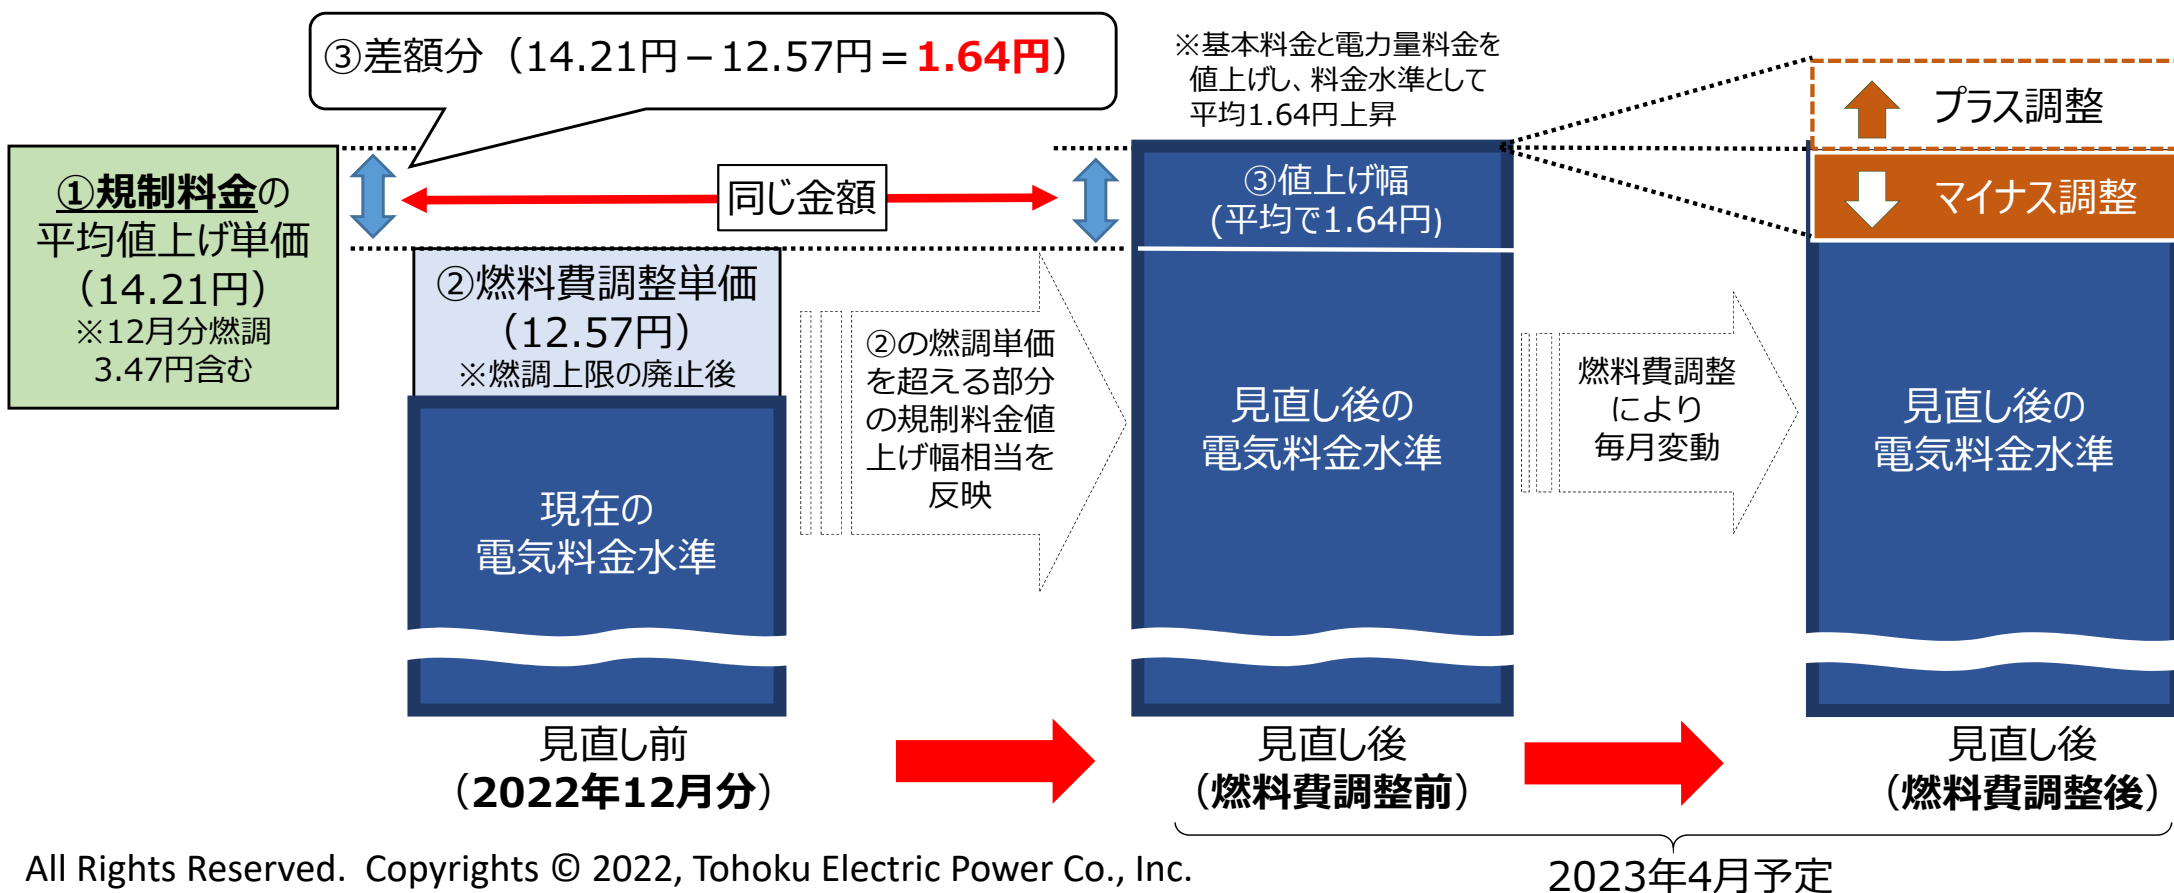 ③差額分（14.21円－12.57円＝1.64円）
※基本料金と電力量料金を
値上げし、料金水準として
平均1.64円上昇
プラス調整
マイナス調整
①規制料金の
平均値上げ単価
（14.21円）
※12月分燃調
3.47円含む
同じ金額
③値上げ幅
(平均で1.64円)
②燃料費調整単価
（12.57円）
※燃調上限の廃止後
②の燃調単価
を超える部分
の規制料金値
上げ幅相当を
反映
見直し後の
電気料金水準
燃料費調整
により
毎月変動
見直し後の
電気料金水準
現在の
電気料金水準
見直し前
（2022年12月分）
見直し後
（燃料費調整前）
見直し後
（燃料費調整後）
2023年4月予定
All Rights Reserved. Copyrights © 2022, Tohoku Electric Power Co., Inc.